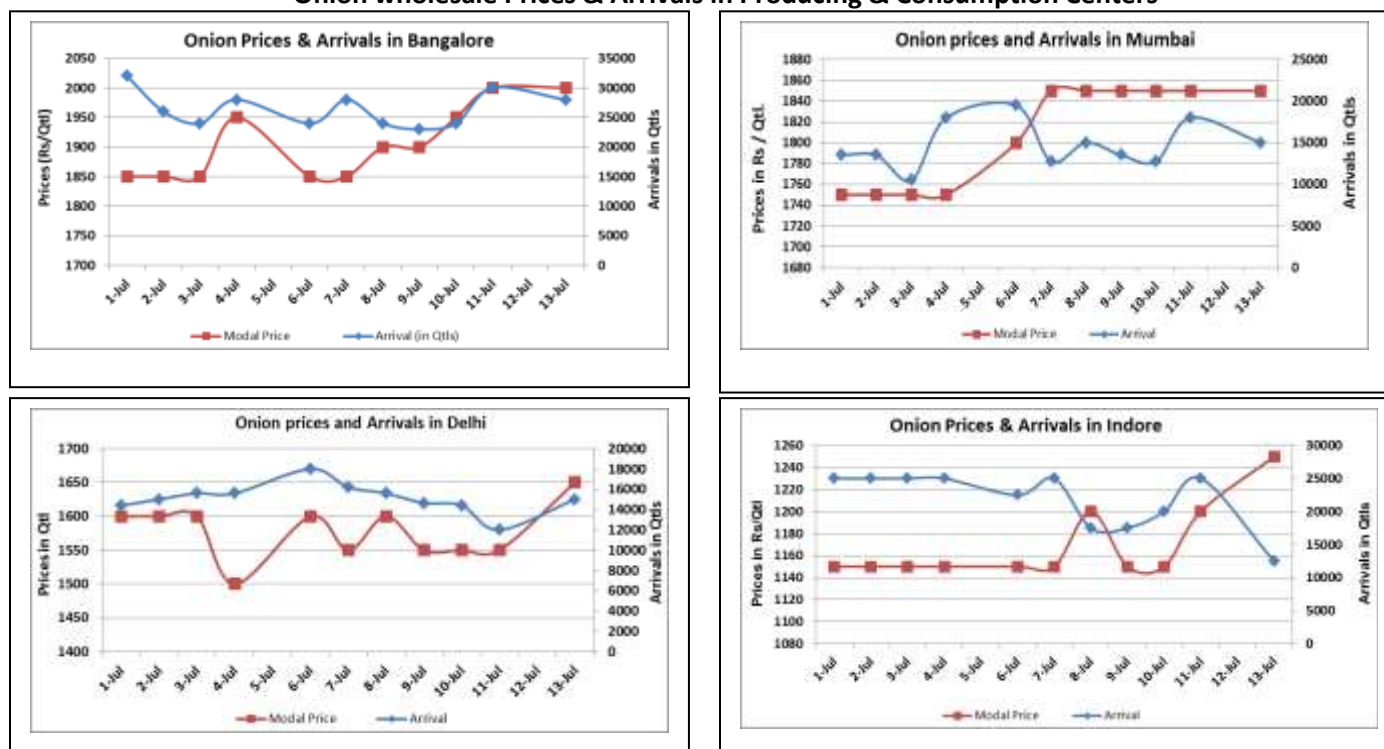 Onion wholesale Prices & Arrivals in Producing & Consumption Centers
Onion Prices & Arrivals in Bangalore
Prices (Rs/Qtl)
2050
2000
1950
1900
1850
1800
1750
1700
35000
30000
25000
20000
15000
10000
5000
0
Arrivals in Qtls
1-Jul
2-Jul
3-Jul
4-Jul
5-Jul
6-Jul
7-Jul
8-Jul
9-Jul
10-Jul
11-Jul
12-Jul
13-Jul
Modal Price
Arrival (in Qtls)
Onion prices and Arrivals in Mumbai
Prices in Rs / Qtl.
1880
1860
1840
1820
1800
1780
1760
1740
1720
1700
1680
25000
20000
15000
10000
5000
0
Arrivals in Qtls
1-Jul
2-Jul
3-Jul
4-Jul
5-Jul
6-Jul
7-Jul
8-Jul
9-Jul
10-Jul
11-Jul
12-Jul
13-Jul
Modal Price
Arrival
Onion prices and Arrivals in Delhi
Prices in Qtl
1700
1650
1600
1550
1500
1450
1400
20000
18000
16000
14000
12000
10000
8000
6000
4000
2000
0
Arrivals in Qtls
1-Jul
2-Jul
3-Jul
4-Jul
5-Jul
6-Jul
7-Jul
8-Jul
9-Jul
10-Jul
11-Jul
12-Jul
13-Jul
Modal Price
Arrival
Onion Prices & Arrivals in Indore
Prices in Rs/Qtl
1260
1240
1220
1200
1180
1160
1140
1120
1100
1080
30000
25000
20000
15000
10000
5000
0
Arrivals in Qtls
1-Jul
2-Jul
3-Jul
4-Jul
5-Jul
6-Jul
7-Jul
8-Jul
9-Jul
10-Jul
11-Jul
12-Jul
13-Jul
Modal Price
Arrival